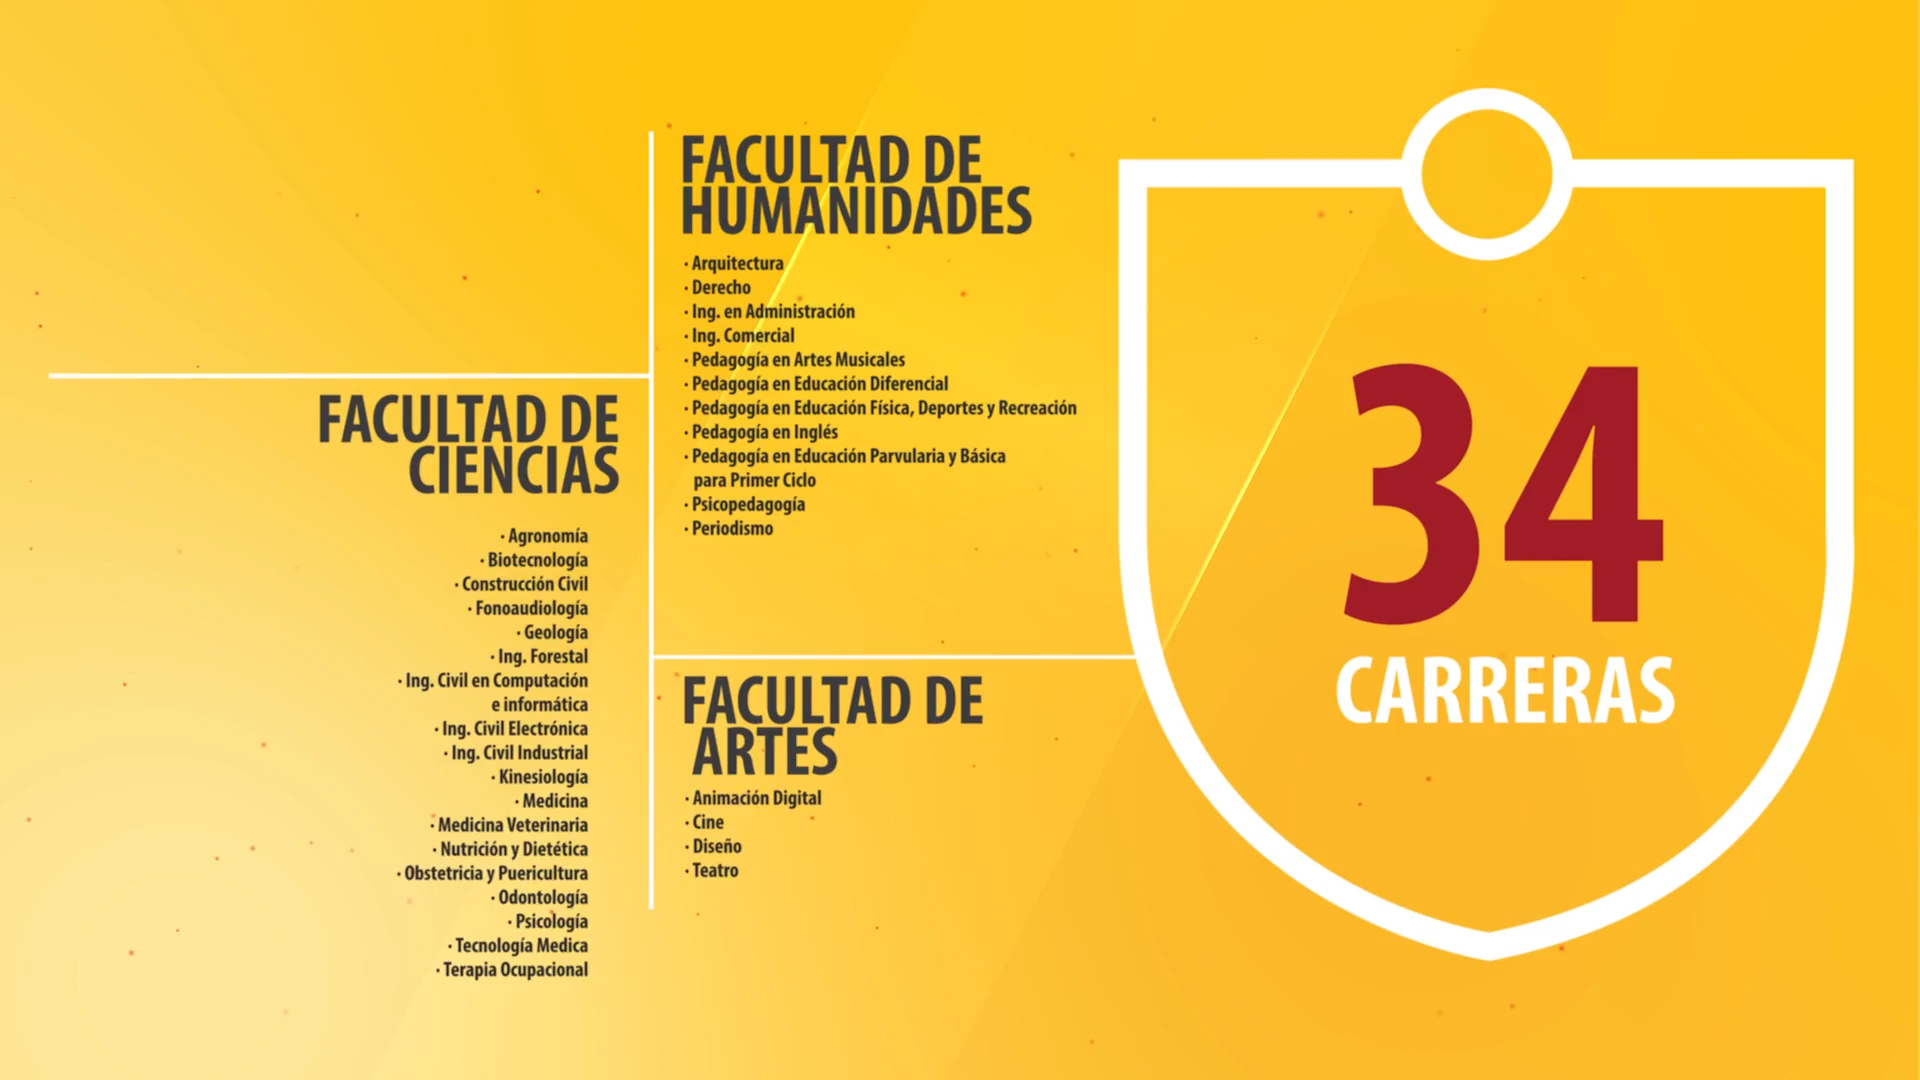 FACULTAD DE
HUMANIDADES
· Arquitectura
· Derecho
· Ing. en Administración
· Ing. Comercial
· Pedagogía en Artes Musicales
· Pedagogía en Educación Diferencial
· Pedagogía en Educación Física, Deportes y Recreación
· Pedagogía en Inglés
· Pedagogía en Educación Parvularia y Básica
para Primer Ciclo
· Psicopedagogía
· Periodismo
FACULTAD DE
CIENCIAS
· Agronomía
· Biotecnología
· Construcción Civil
· Fonoaudiología
· Geología
· Ing. Forestal
· Ing. Civil en Computación
e informática
· Ing. Civil Electrónica
· Ing. Civil Industrial
· Kinesiología
· Medicina
· Medicina Veterinaria
· Nutrición y Dietética
· Obstetricia y Puericultura
· Odontología
· Psicología
· Tecnología Medica
· Terapia Ocupacional
FACULTAD DE
ARTES
· Animación Digital
· Cine
· Diseño
· Teatro
34
CARRERAS